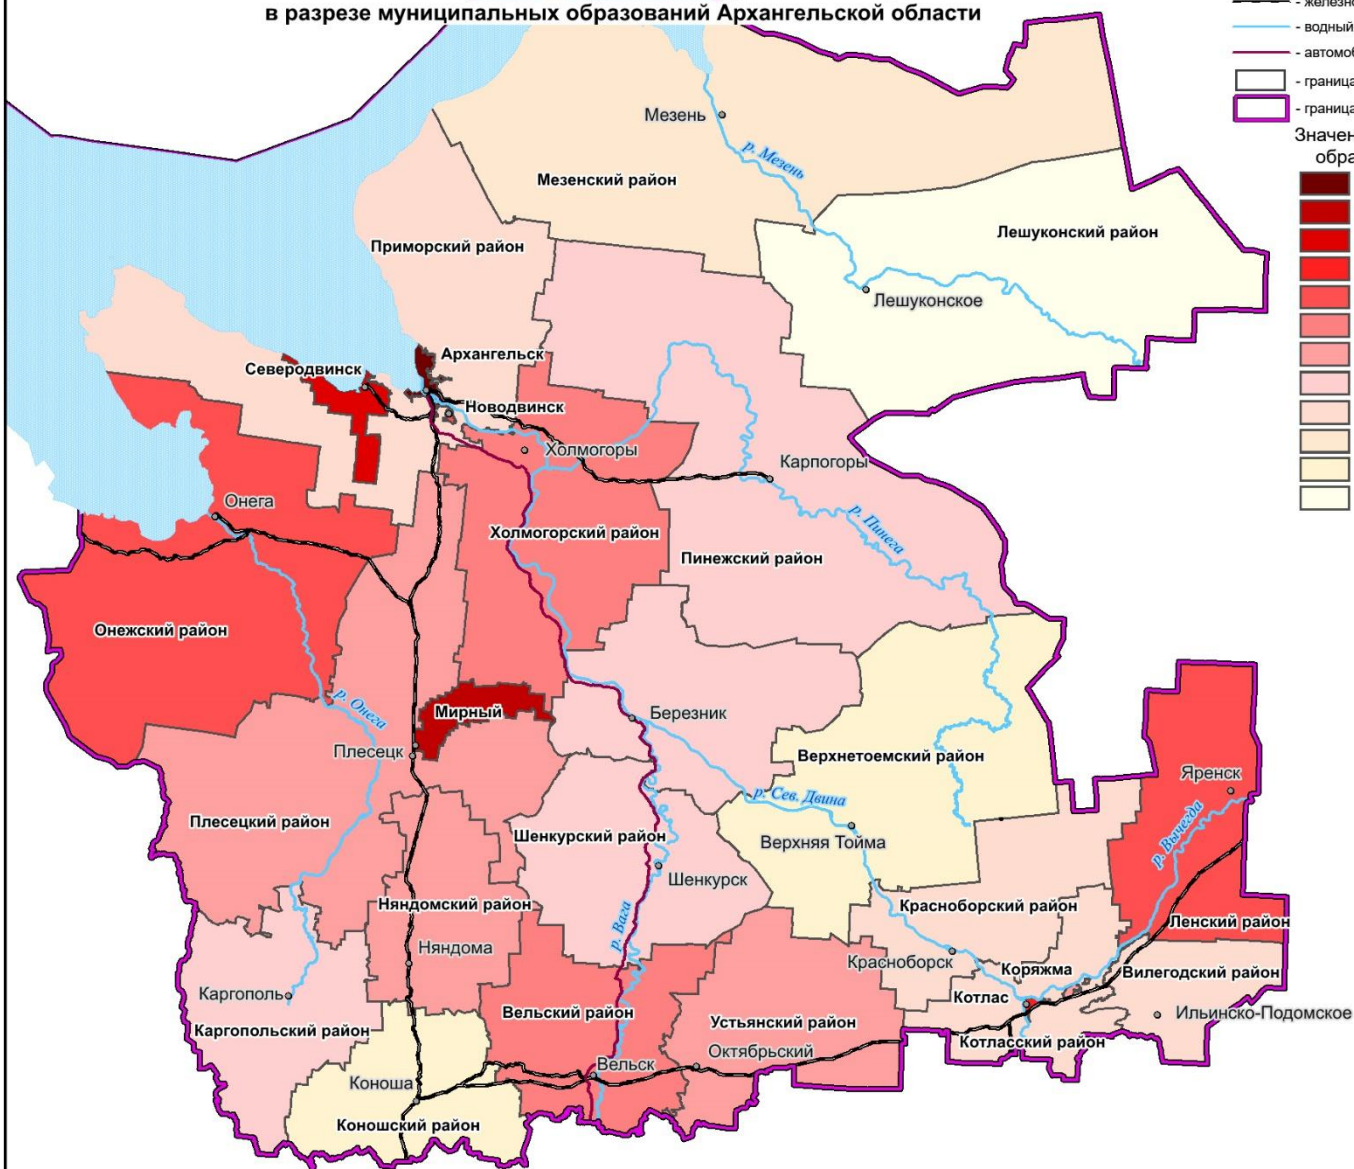 в разрезе муниципальных образований Архангельской области
- водный
- автомоб
- граница
- граница
Значен
обра
Мезень
р. Мезень
Мезенский район
Лешуконский район
Приморский район
Лешуконское
Архангельск
Северодвинск
Новодвинск
Холмогоры
Карпогоры
Онега
р. Пинега
Холмогорский район
Пинежский район
Онежский район
р. Онега
Мирный
Березник
Плесецк
Верхнетоемский район
Яренск
р. Сев. Двина
Плесецкий район
Шенкурский район
Верхняя Тойма
р. Вычегда
Шенкурск
Няндомский район
Красноборский район
р. Вага
Ленский район
Няндома
Красноборск
Коряжма
Вилегодский район
Каргополь
Котлас
Вельский район
Ильинско-Подомское
Каргопольский район
Устьянский район
Котласский район
Октябрьский
Вельск
Коноша
Коношский район